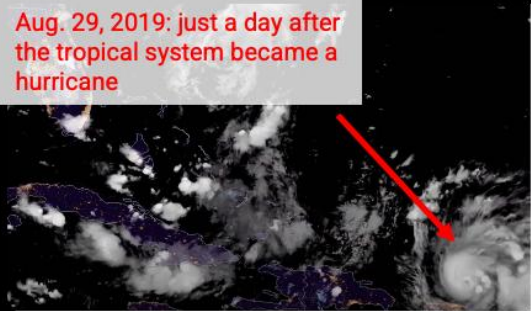 Aug. 29, 2019: just a day after
the tropical system became a
hurricane